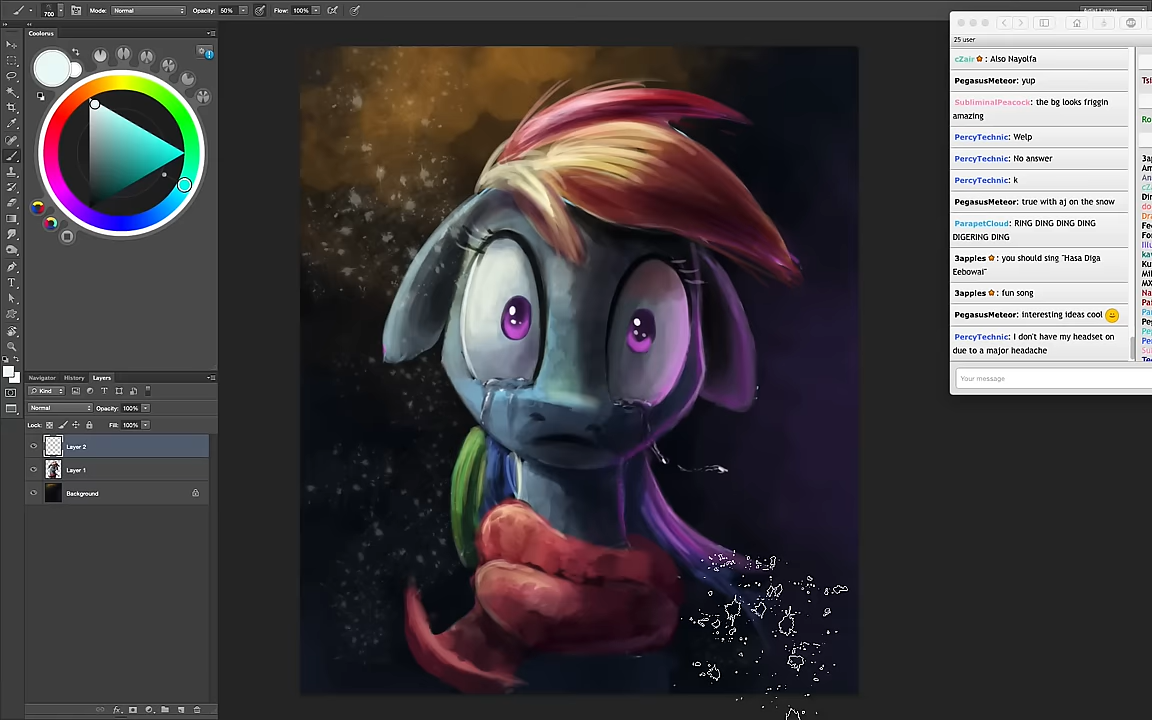 700
Mode: Normal
Opacity: 50%
Flow: 100%
Artist Layout
Coolorus
Navigator
History
Layers
Kind
Normal
Opacity: 100%
Lock:
Fill: 100%
Layer 2
Layer 1
Background
25 user
cZair : Also Nayolfa
PegasusMeteor: yup
SubliminalPeacock: the bg looks friggin
amazing
PercyTechnic: Welp
PercyTechnic: No answer
PercyTechnic: k
PegasusMeteor: true with aj on the snow
ParapetCloud: RING DING DING DING
DIGERING DING
3apples : you should sing "Hasa Diga
Eebowai"
3apples : fun song
PegasusMeteor: interesting ideas cool
PercyTechnic: I don't have my headset on
due to a major headache
Your message